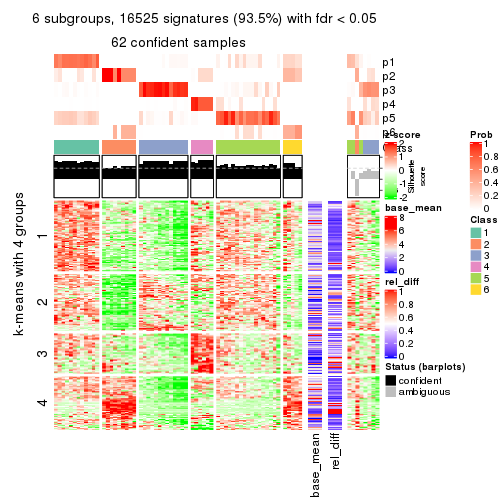 6 subgroups, 16525 signatures (93.5%) with fdr < 0.05
62 confident samples
p1
p2
p3
p4
p5
p6
Class
Silhouette
score
k-means with 4 groups
1
2
3
4
base_mean
rel_diff
z-score
2
1
0
-1
-2
base_mean
8
6
4
2
0
rel_diff
1
0.8
0.6
0.4
0.2
0
Status (barplots)
confident
ambiguous
Prob
1
0.8
0.6
0.4
0.2
0
Class
1
2
3
4
5
6